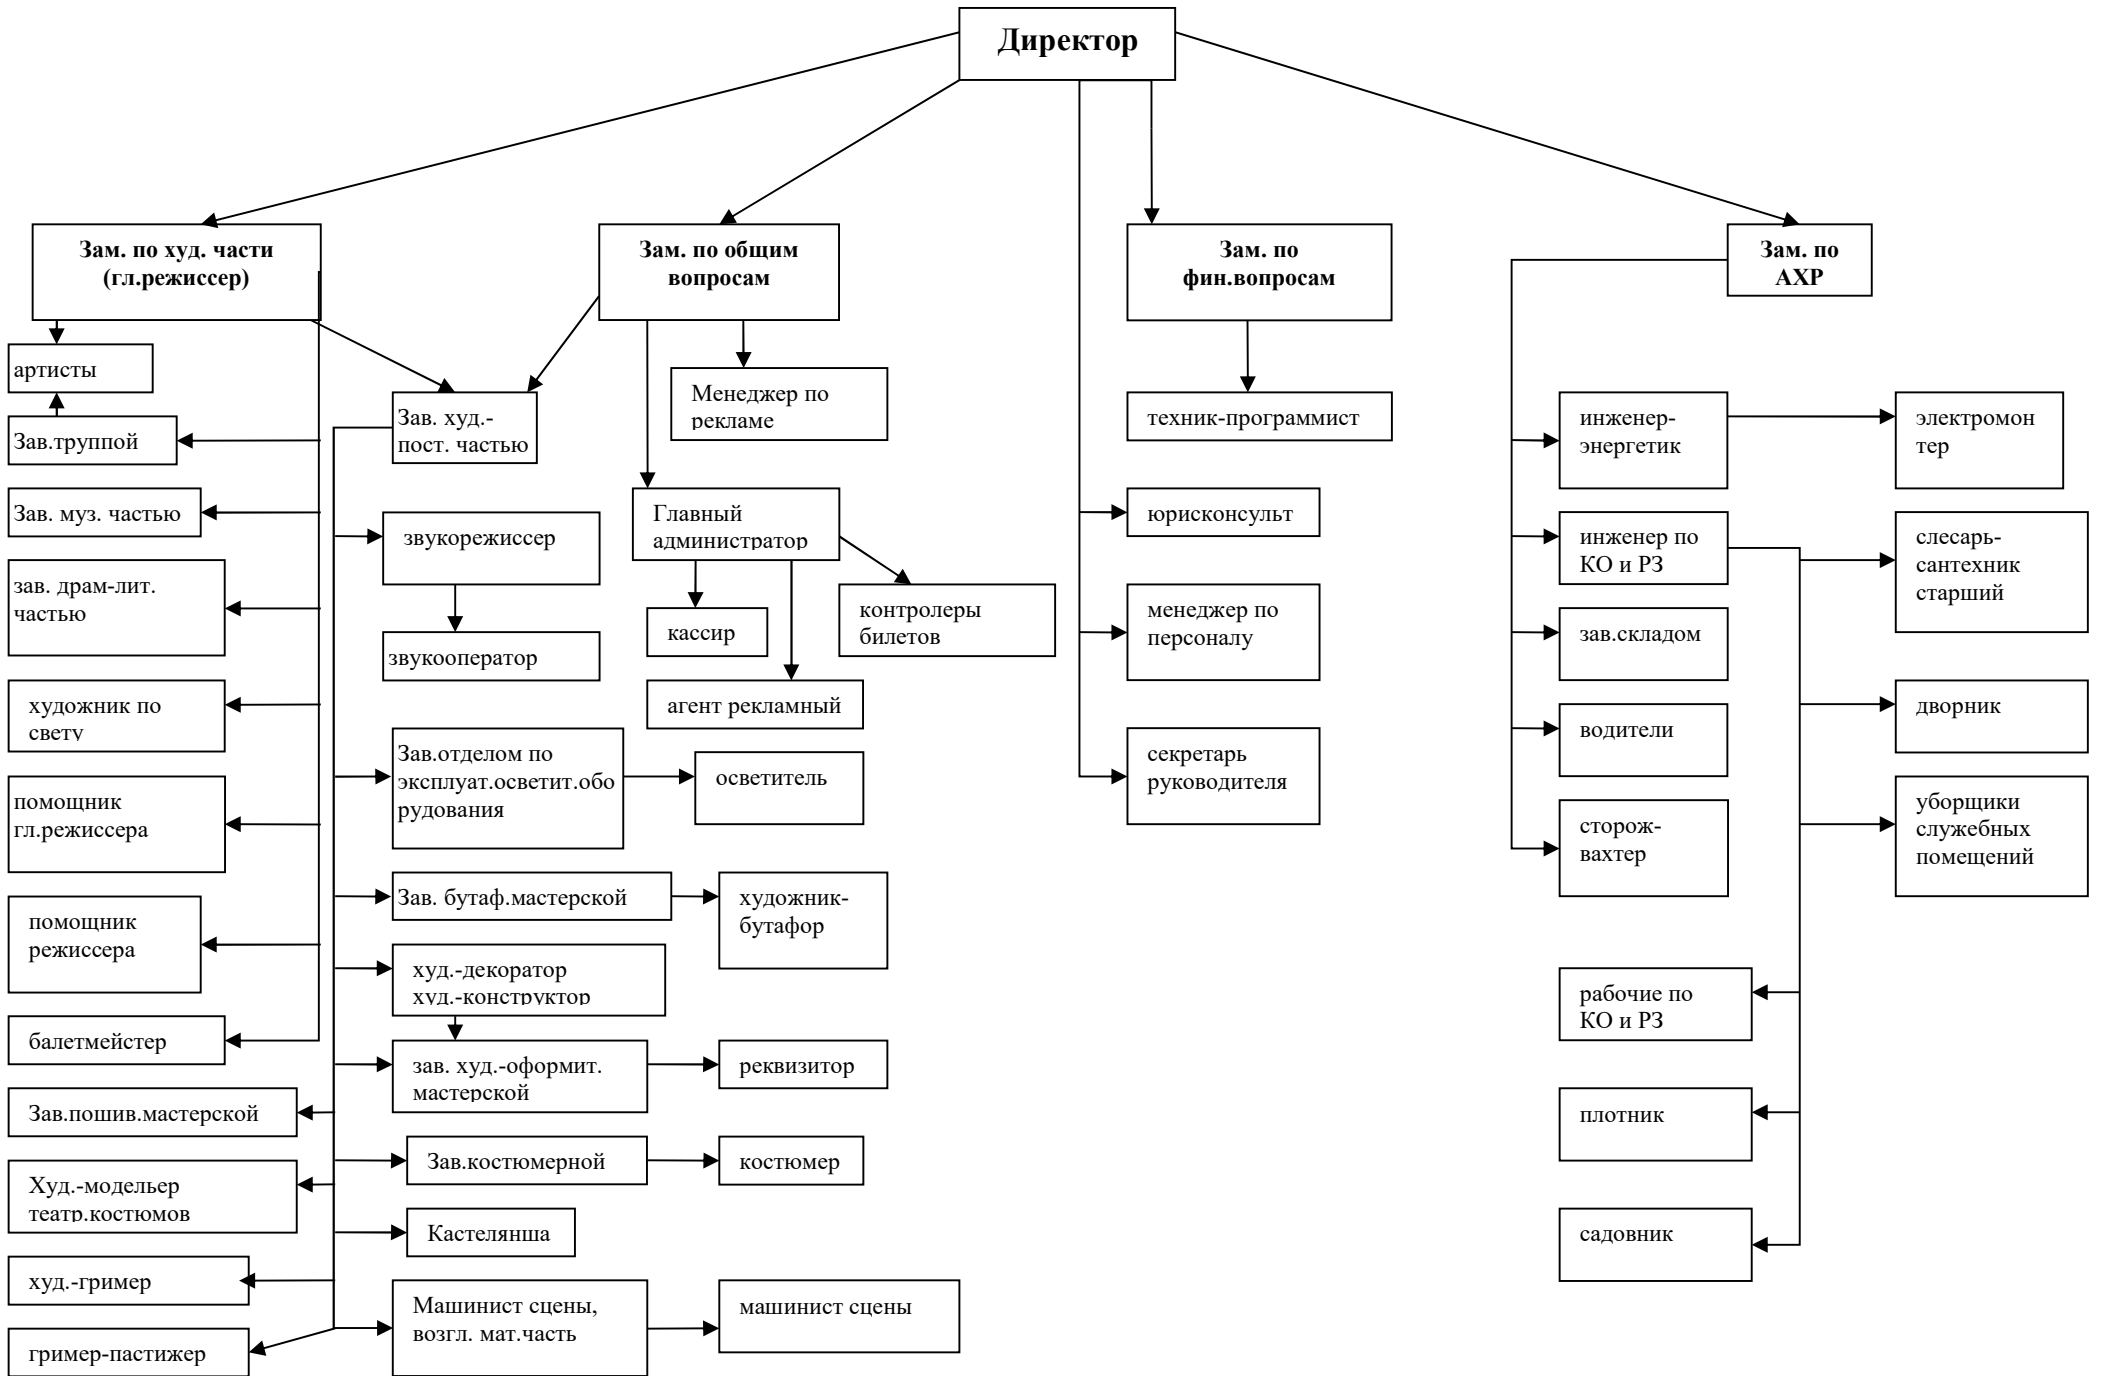 Директор
Зам. по худ. части
(гл.режиссер)
Зам. по общим
вопросам
Зам. по
фин.вопросам
Зам. по
АХР
артисты
Зав.труппой
Зав. муз. частью
зав. драм-лит.
частью
художник по
свету
помощник
гл.режиссера
помощник
режиссера
балетмейстер
Зав.пошив.мастерской
Худ.-модельер
театр.костюмов
худ.-гример
гример-пастижер
Зав. худ.-
пост. частью
звукорежиссер
звукооператор
Зав.отделом по
эксплуат.осветит.обо
рудования
осветитель
Зав. бутаф.мастерской
художник-
бутафор
худ.-декоратор
худ.-конструктор
зав. худ.-оформит.
мастерской
реквизитор
Зав.костюмерной
костюмер
Кастелянша
Машинист сцены,
возгл. мат.часть
машинист сцены
Менеджер по
рекламе
Главный
администратор
кассир
контролеры
билетов
агент рекламный
техник-программист
юрисконсульт
менеджер по
персоналу
секретарь
руководителя
инженер-
энергетик
электромон
тер
инженер по
КО и РЗ
слесарь-
сантехник
старший
зав.складом
водители
дворник
сторож-
вахтер
уборщики
служебных
помещений
рабочие по
КО и РЗ
плотник
садовник